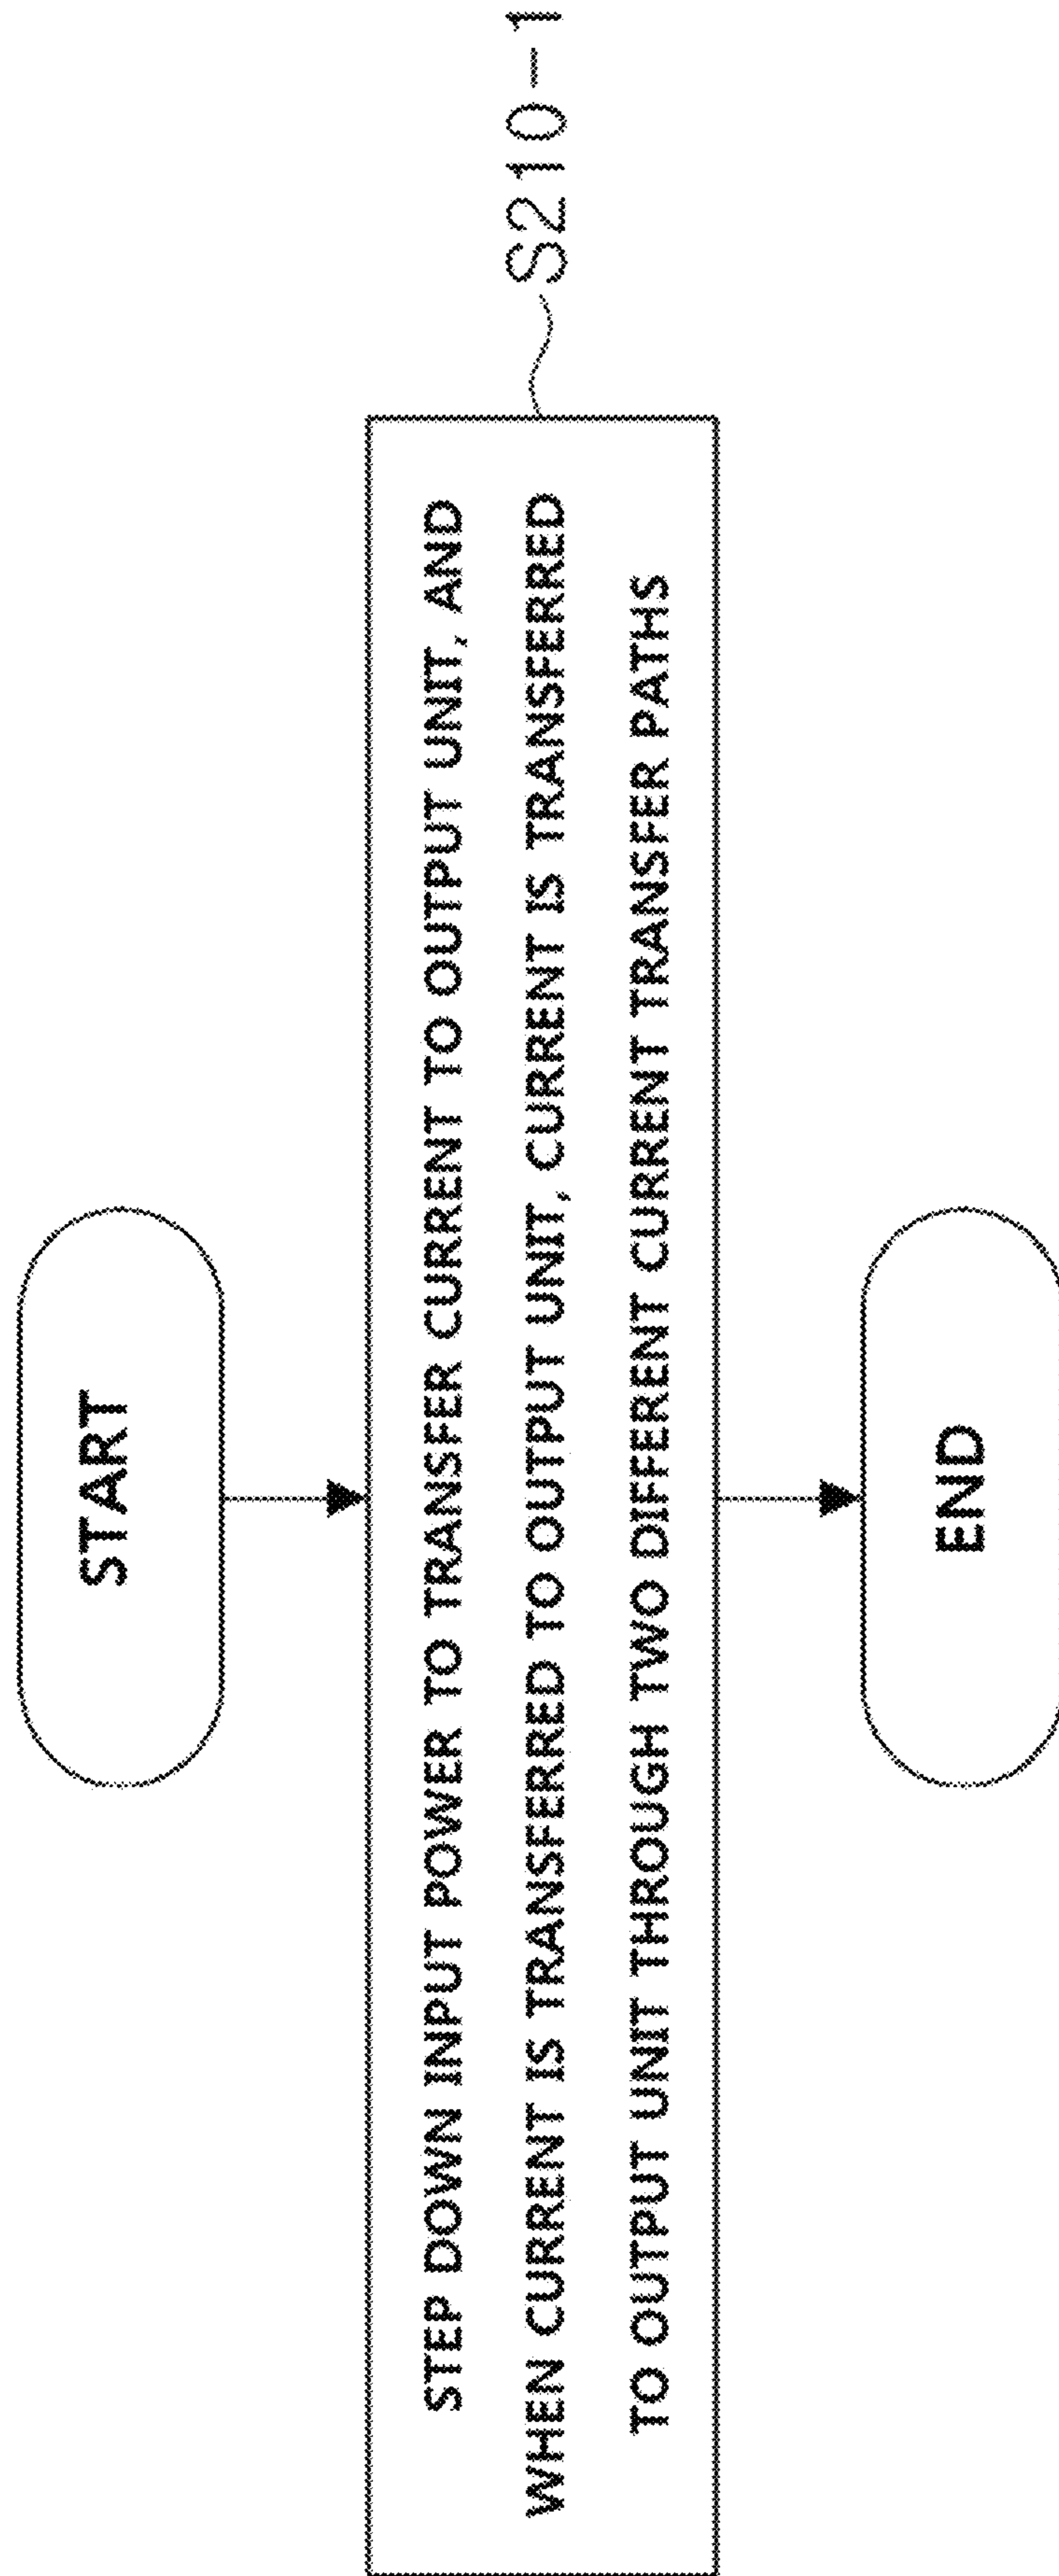 START
STEP DOWN INPUT POWER TO TRANSFER CURRENT TO OUTPUT UNIT, AND
WHEN CURRENT IS TRANSFERRED TO OUTPUT UNIT, CURRENT IS TRANSFERRED
TO OUTPUT UNIT THROUGH TWO DIFFERENT CURRENT TRANSFER PATHS
S210-1
END